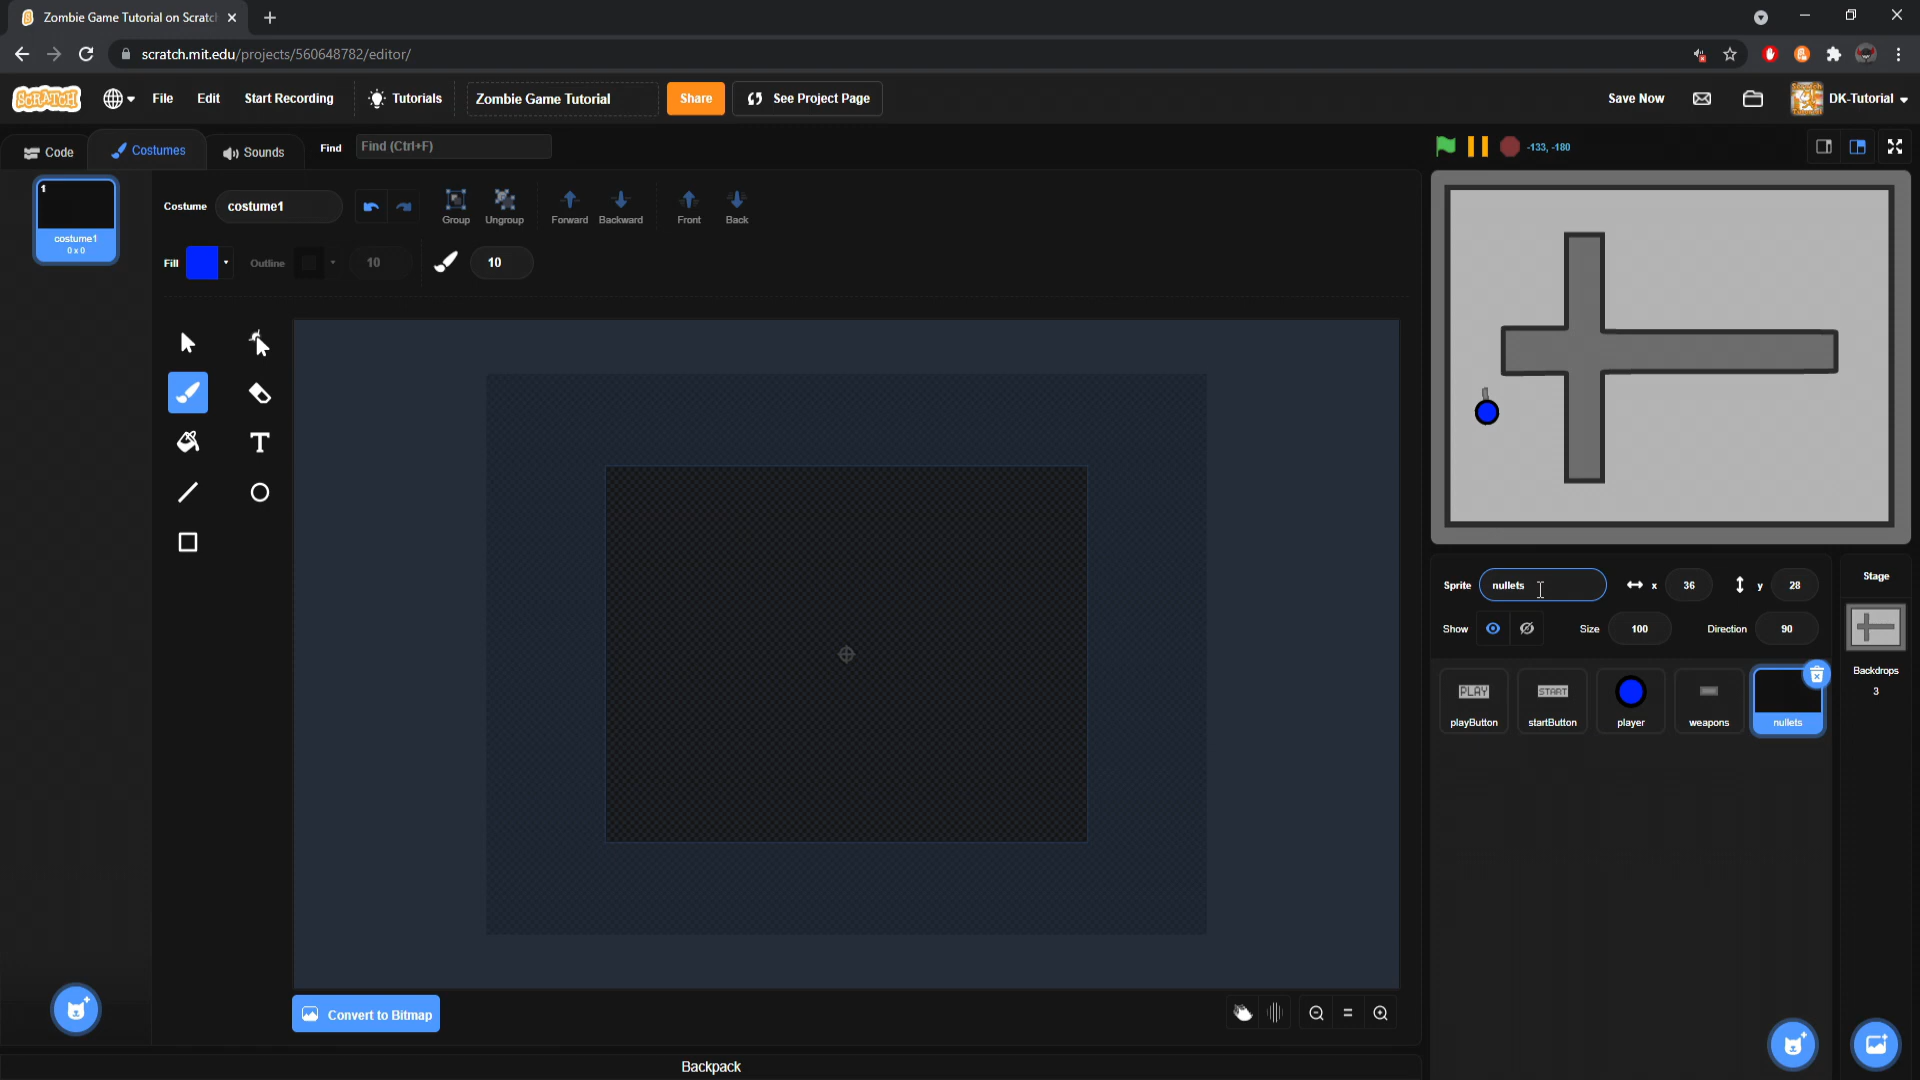 Zombie Game Tutorial on Scratch
scratch.mit.edu/projects/560648782/editor/
SCRATCH
File
Edit
Start Recording
Tutorials
Zombie Game Tutorial
Share
See Project Page
Save Now
DK-Tutorial
Code
Costumes
Sounds
Find
Find (Ctrl+F)
-133, -180
1
costume1
0 x 0
Costume
costume1
Group
Ungroup
Forward
Backward
Front
Back
Fill
Outline
10
10
T
Convert to Bitmap
Backpack
Sprite
nullets
x
36
y
28
Show
Size
100
Direction
90
Stage
Backdrops
3
PLAY
playButton
START
startButton
player
weapons
nullets